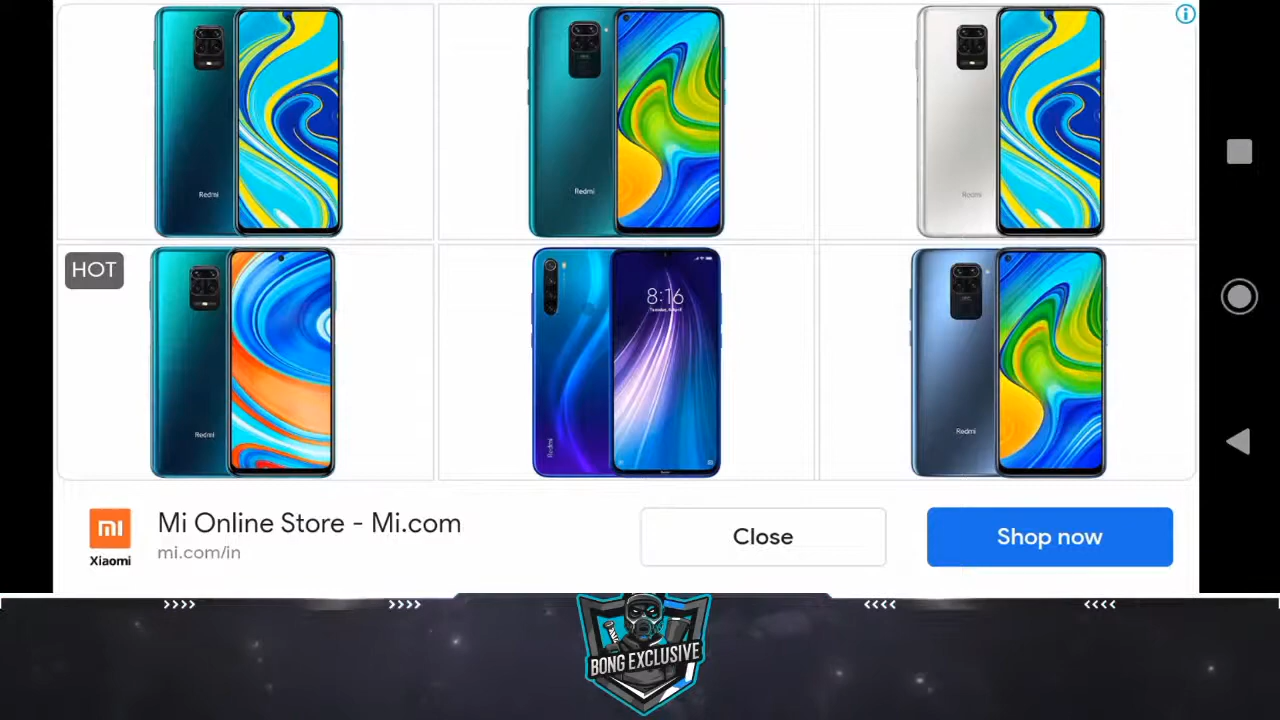 Redmi
Redmi
Redmi
HOT
Redmi
8:16
Redmi
Redmi
mi
Xiaomi
Mi Online Store - Mi.com
mi.com/in
Close
Shop now
BONG EXCLUSIVE